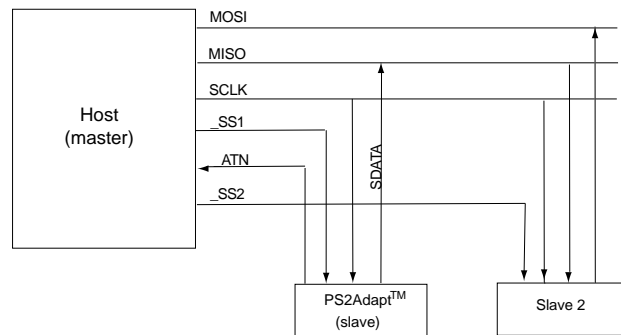 MOSI
MISO
SCLK
Host
(master)
_SS1
ATN
_SS2
SDATA
PS2Adapt™
(slave)
Slave 2